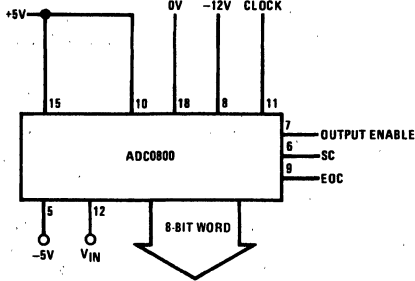 +5V 0V -12V CLOCK
15 10 18 8 11
7 OUTPUT ENABLE
ADC0800
6 SC
9 EOC
5 12
8-BIT WORD
-5V VIN